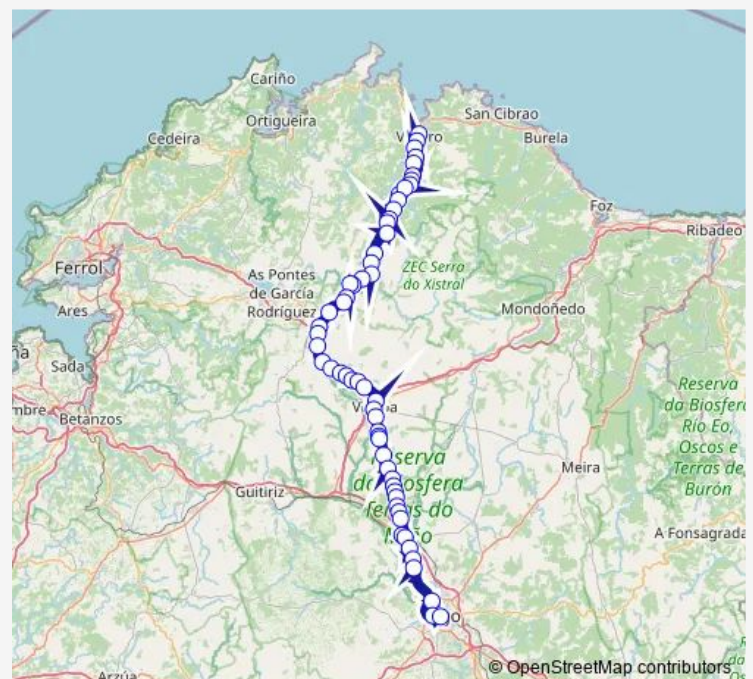 Cariño
Ortigueira
San Cibrao
Cedeira
Burela
Foz
Ribadeo
Ferrol
As Pontes
de García
Rodríguez
ZEC Serra
do Xistral
Ares
Mondoñedo
Sada
Betanzos
Reserva
da Biosfera
Río Eo,
Oscos e
Terras de
Burón
Meira
Guitiriz
A Fonsagrada
Arzúa
© OpenStreetMap contributors